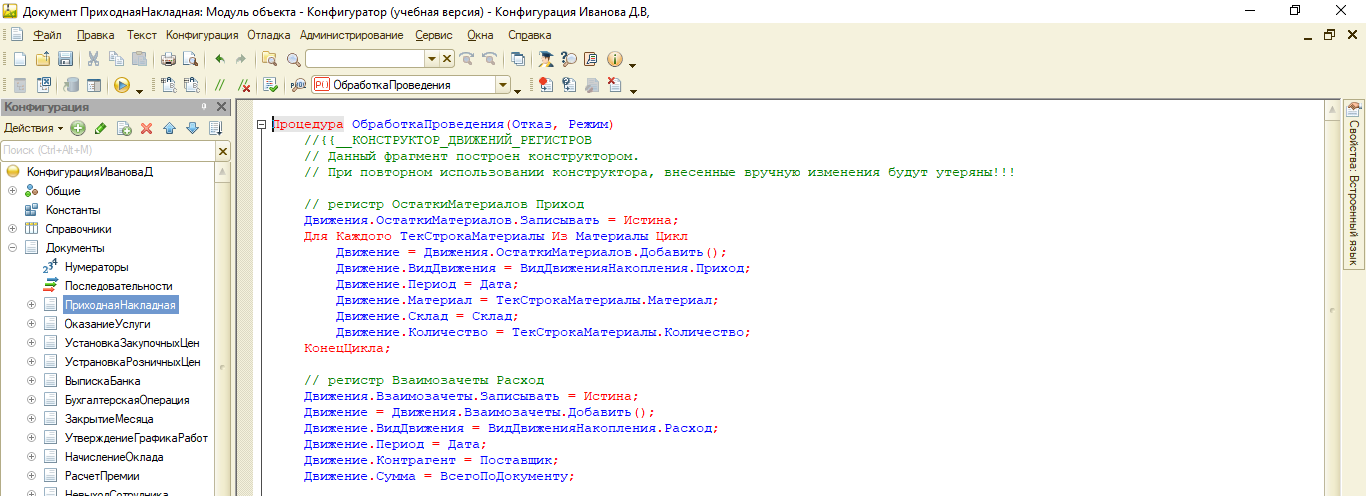 Документ ПриходнаяНакладная: Модуль объекта - Конфигуратор (учебная версия) - Конфигурация Иванова Д.В,
Файл Правка Текст Конфигурация Отладка Администрирование Сервис Окна Справка
ОбработкаПроведения
Конфигурация
Действия
Поиск (Ctrl+Alt+M)
КонфигурацияИвановаД
Общие
Константы
Справочники
Документы
Нумераторы
Последовательности
ПриходнаяНакладная
ОказаниеУслуги
УстановкаЗакупочныхЦен
УстрановкаРозничныхЦен
ВыпискаБанка
БухгалтерскаяОперация
ЗакрытиеМесяца
УтверждениеГрафикаРабот
НачислениеОклада
РасчетПремии
НевыходСотрудника
Процедура ОбработкаПроведения(Отказ, Режим)
//{{__КОНСТРУКТОР_ДВИЖЕНИЙ_РЕГИСТРОВ
// Данный фрагмент построен конструктором.
// При повторном использовании конструктора, внесенные вручную изменения будут утеряны!!!
// регистр ОстаткиМатериалов Приход
Движения.ОстаткиМатериалов.Записывать = Истина;
Для Каждого ТекСтрокаМатериалы Из Материалы Цикл
Движение = Движения.ОстаткиМатериалов.Добавить();
Движение.ВидДвижения = ВидДвиженияНакопления.Приход;
Движение.Период = Дата;
Движение.Материал = ТекСтрокаМатериалы.Материал;
Движение.Склад = Склад;
Движение.Количество = ТекСтрокаМатериалы.Количество;
КонецЦикла;
// регистр Взаимозачеты Расход
Движения.Взаимозачеты.Записывать = Истина;
Движение = Движения.Взаимозачеты.Добавить();
Движение.ВидДвижения = ВидДвиженияНакопления.Расход;
Движение.Период = Дата;
Движение.Контрагент = Поставщик;
Движение.Сумма = ВсегоПоДокументу;
Свойства: Встроенный язык